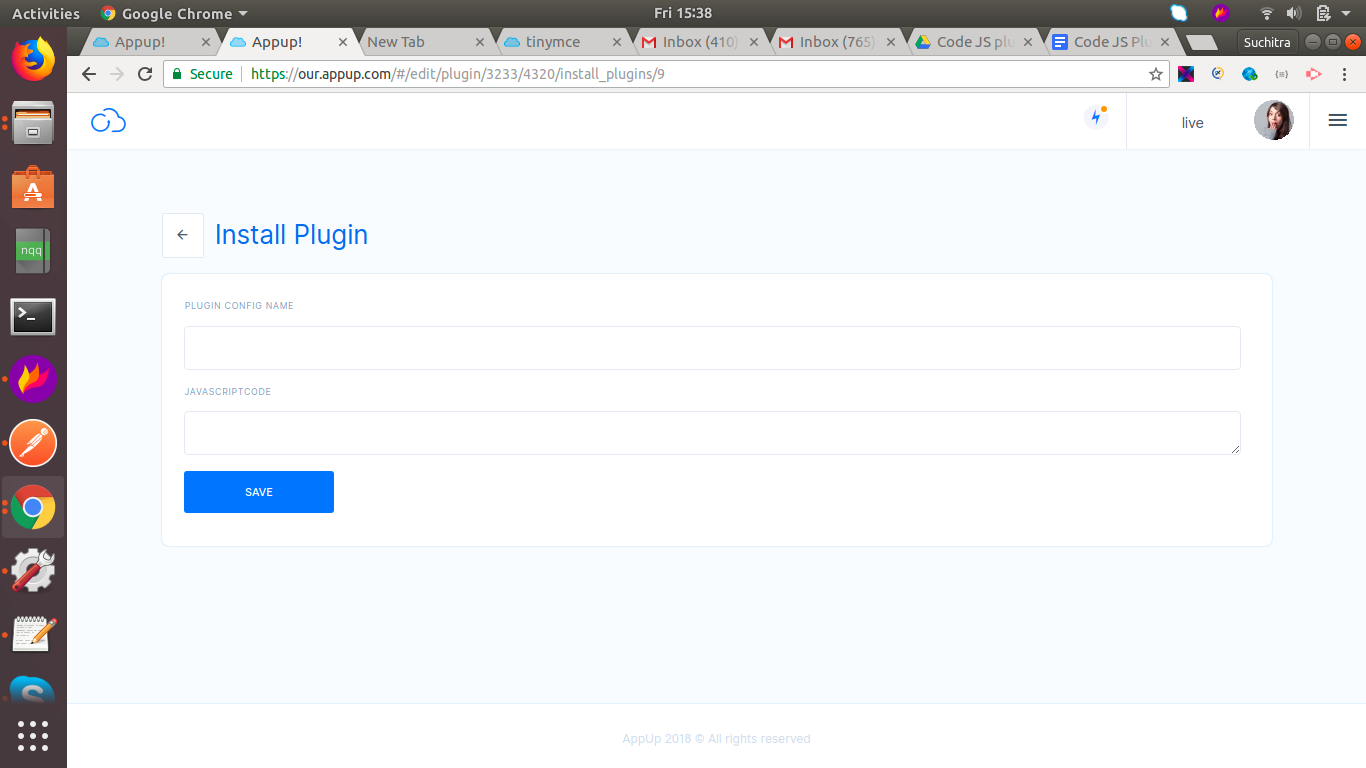 Activities Google Chrome Fri 15:38
Appup! Appup! New Tab tinymce Inbox (410) Inbox (765) Code JS plu Code JS Plu Suchitra
Secure https://our.appup.com/#/edit/plugin/3233/4320/install_plugins/9
live
Install Plugin
PLUGIN CONFIG NAME
JAVASCRIPTCODE
SAVE
nqq
AppUp 2018 © All rights reserved